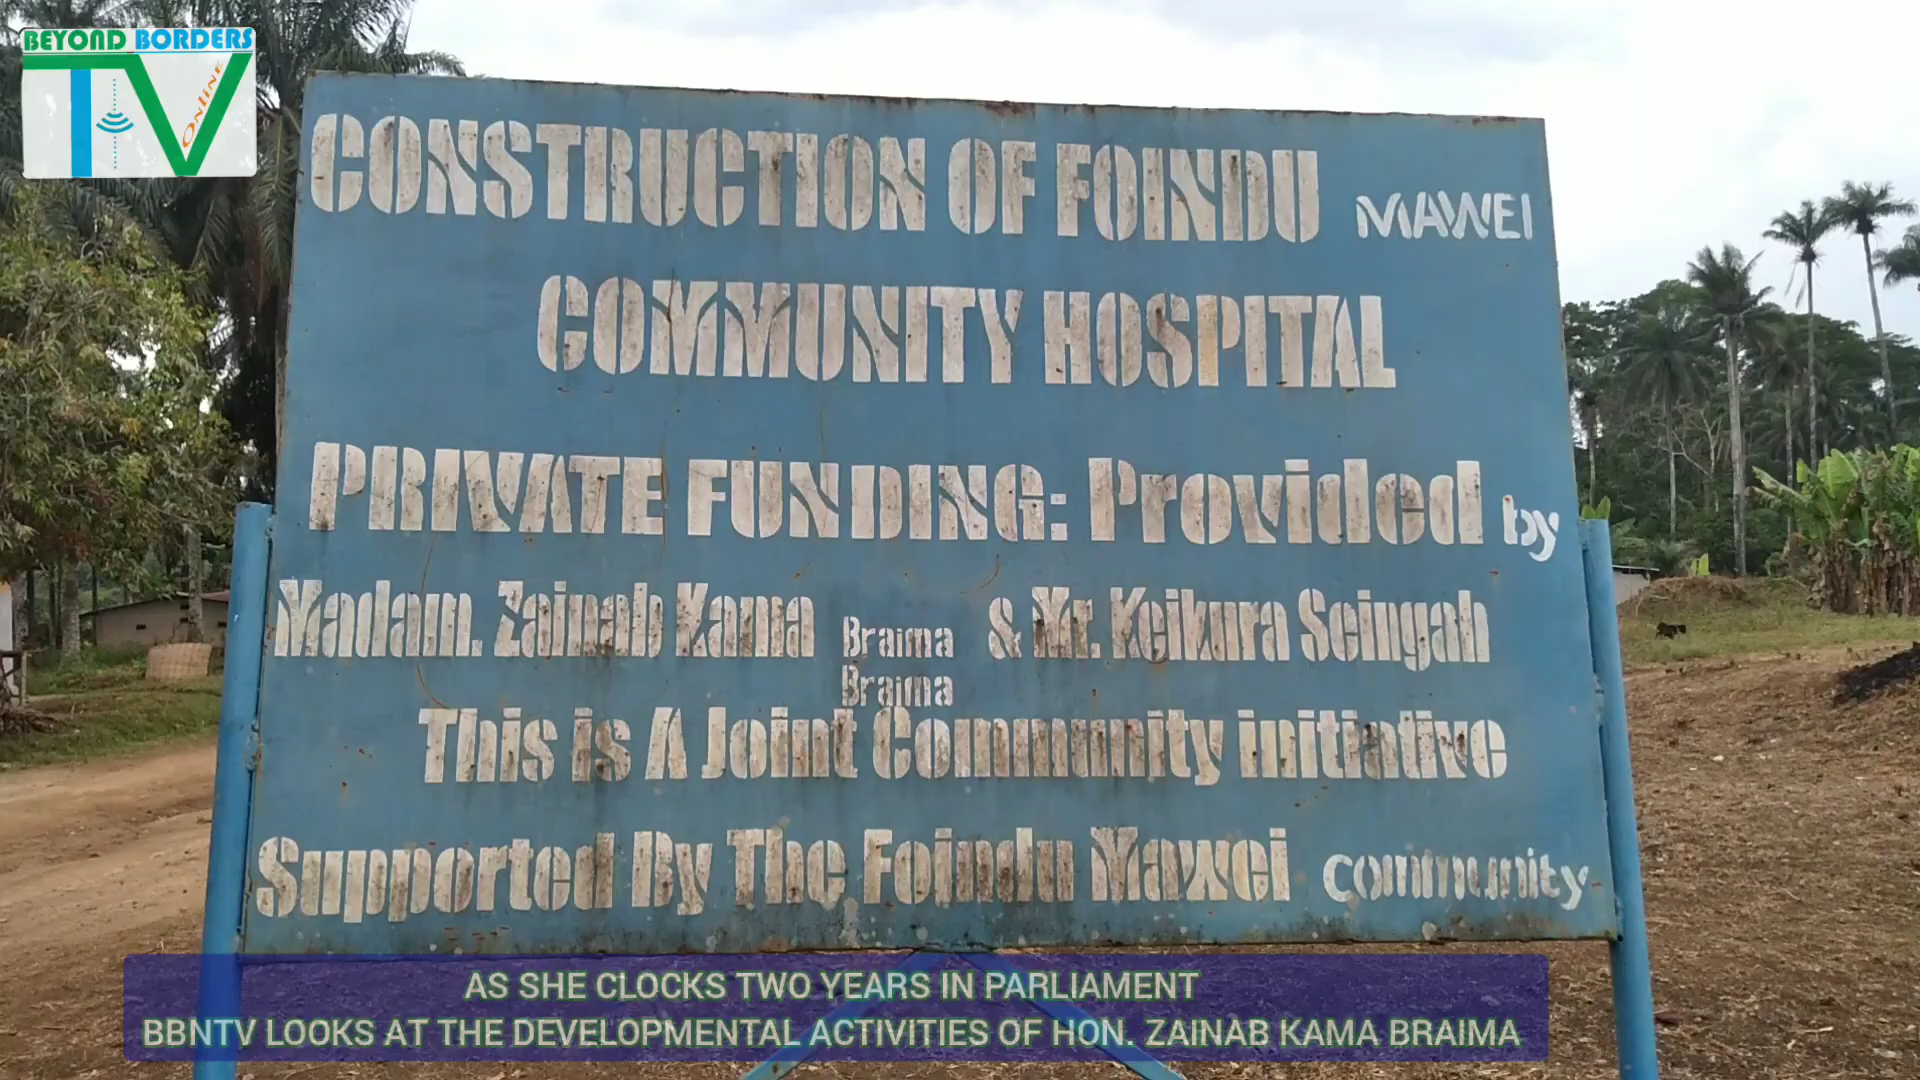 BEYOND BORDERS
TV
Online
CONSTRUCTION OF FOINDU MAWEI
COMMUNITY HOSPITAL
PRIVATE FUNDING: Provided by
Madam. Zainab Kama Braima & Mr. Keikura Seingah
Braima
This is A Joint Community initiative
Supported By The Foindu Mawei community
AS SHE CLOCKS TWO YEARS IN PARLIAMENT
BBNTV LOOKS AT THE DEVELOPMENTAL ACTIVITIES OF HON. ZAINAB KAMA BRAIMA